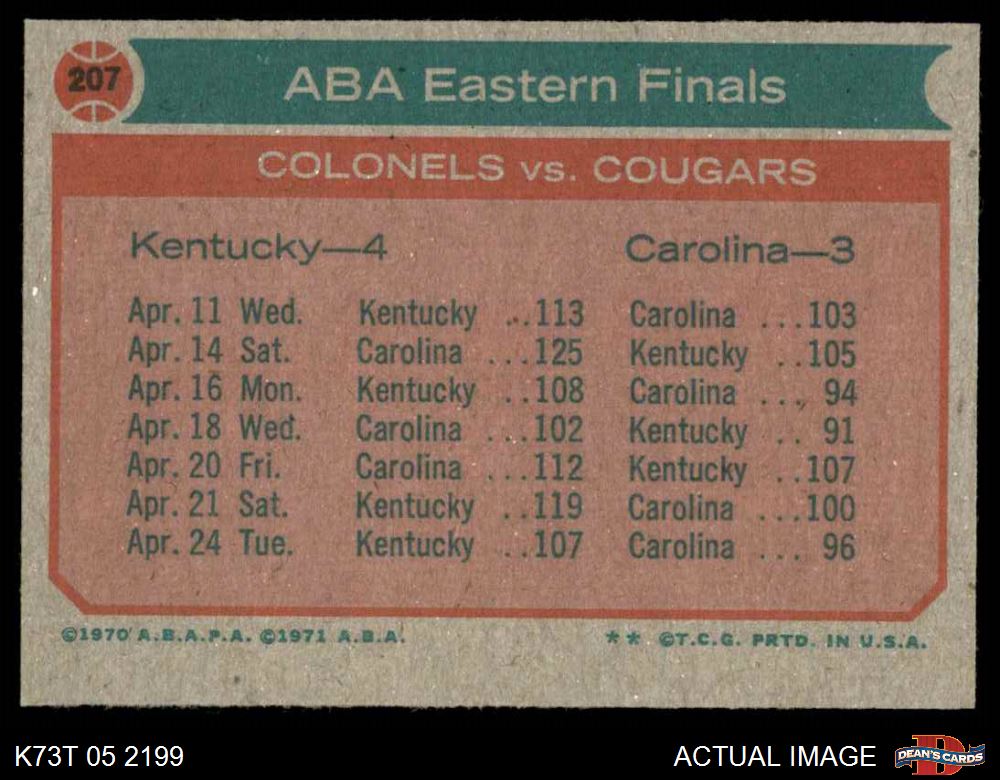 207
ABA Eastern Finals
COLONELS vs. COUGARS
Kentucky—4 Carolina—3
Apr. 11 Wed. Kentucky ..113 Carolina ...103
Apr. 14 Sat. Carolina ...125 Kentucky ..105
Apr. 16 Mon. Kentucky ..108 Carolina ... 94
Apr. 18 Wed. Carolina ...102 Kentucky .. 91
Apr. 20 Fri. Carolina ...112 Kentucky ..107
Apr. 21 Sat. Kentucky ..119 Carolina ...100
Apr. 24 Tue. Kentucky ..107 Carolina ... 96
©1970 A.B.A.P.A. ©1971 A.B.A. ** ©T.C.G. PRTD. IN U.S.A.
K73T 05 2199 ACTUAL IMAGE D DEAN'S CARDS